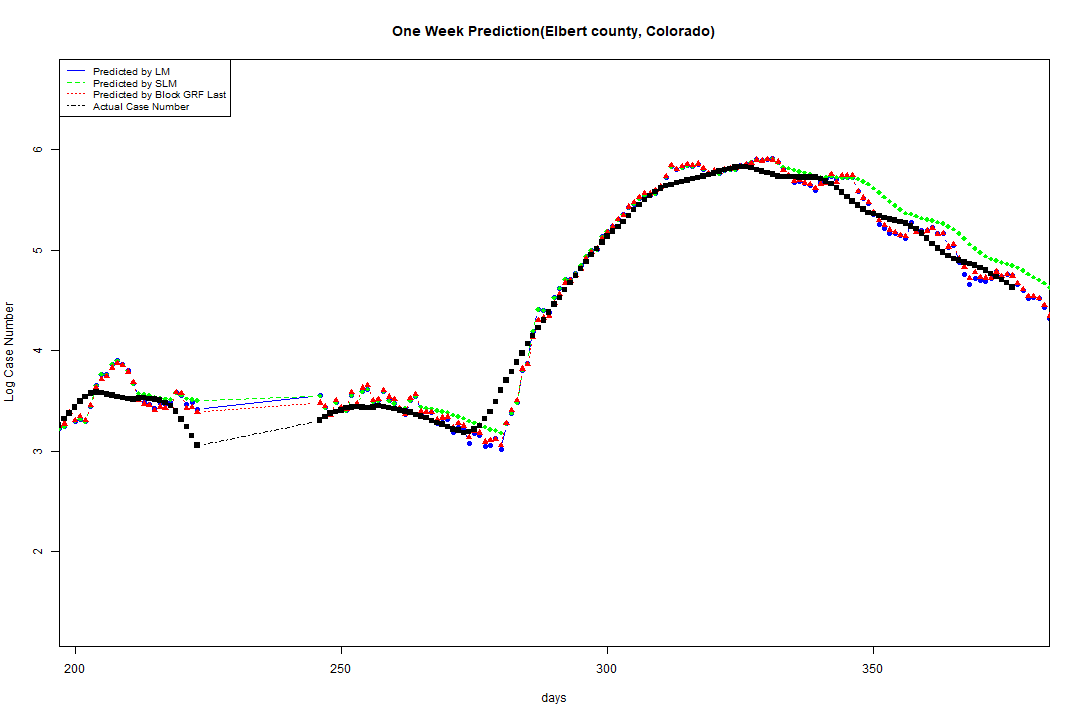 One Week Prediction(Elbert county, Colorado)
Predicted by LM
Predicted by SLM
Predicted by Block GRF Last
Actual Case Number
6
5
4
3
2
Log Case Number
200 250 300 350
days